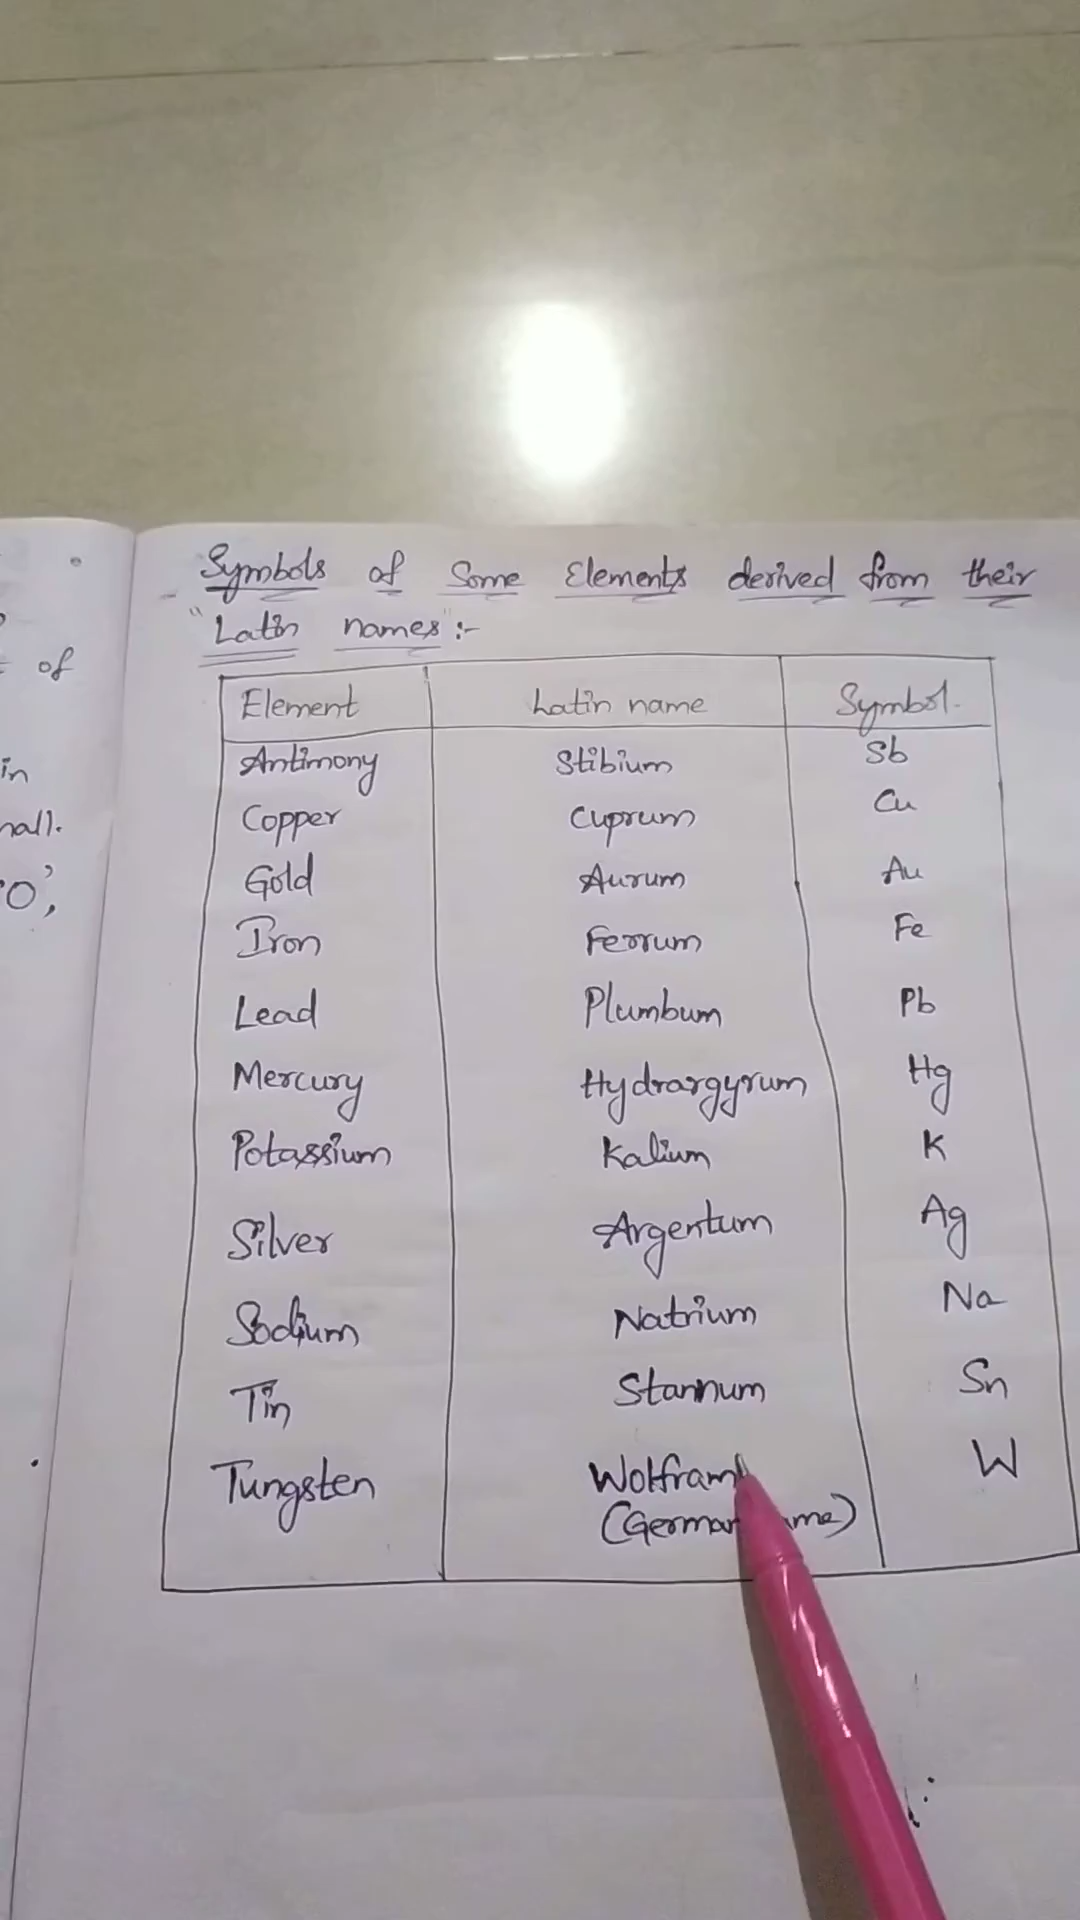 Symbols of Some Elements derived from their
"Latin names":-
Element Latin name Symbol.
Antimony Stibium Sb
Copper Cuprum Cu
Gold Aurum Au
Iron Ferrum Fe
Lead Plumbum Pb
Mercury Hydrargyrum Hg
Potassium Kalium K
Silver Argentum Ag
Sodium Natrium Na
Tin Stannum Sn
Tungsten Wolfram W
(German name)
of
in
'O',